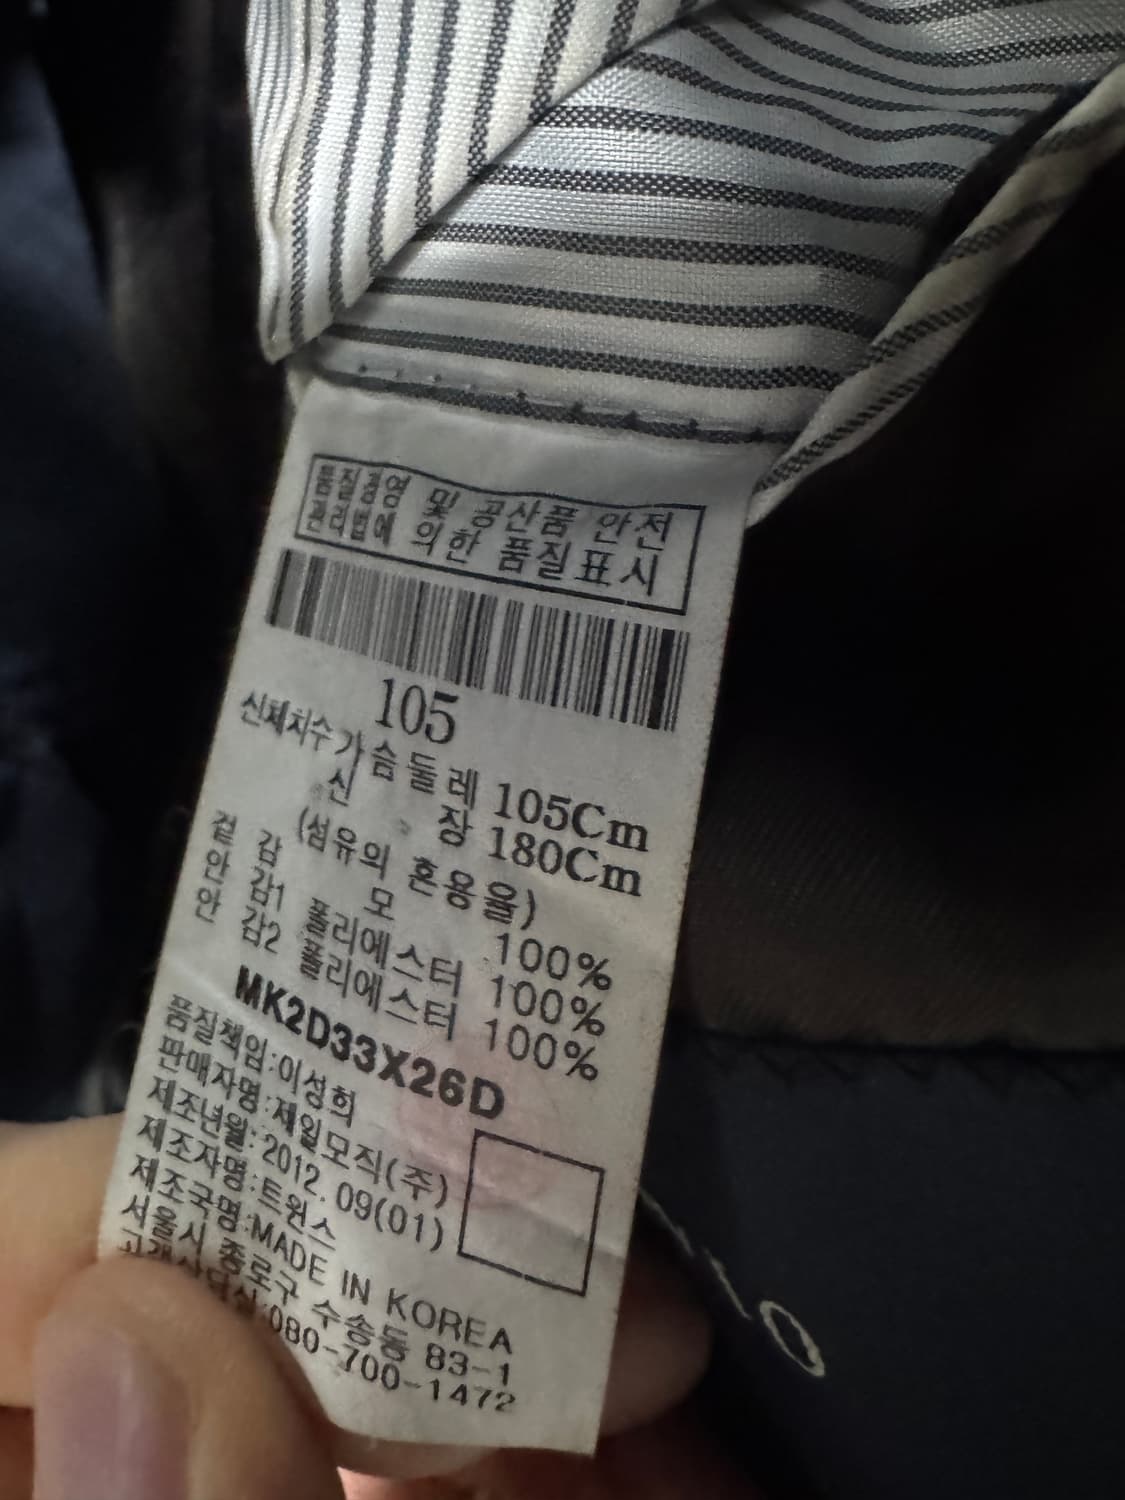 품질경영 및 공산품 안전
관리법에 의한 품질표시
105
신체치수 가슴둘레 105Cm
신 장 180Cm
(섬유의 혼용율)
겉 감 모 100%
안 감1 폴리에스터 100%
안 감2 폴리에스터 100%
MK2D33X26D
품질책임:이성희
판매자명:제일모직(주)
제조년월:2012.09(01)
제조자명:트윈스
제조국명:MADE IN KOREA
서울시 종로구 수송동 83-1
고객상담실:080-700-1472